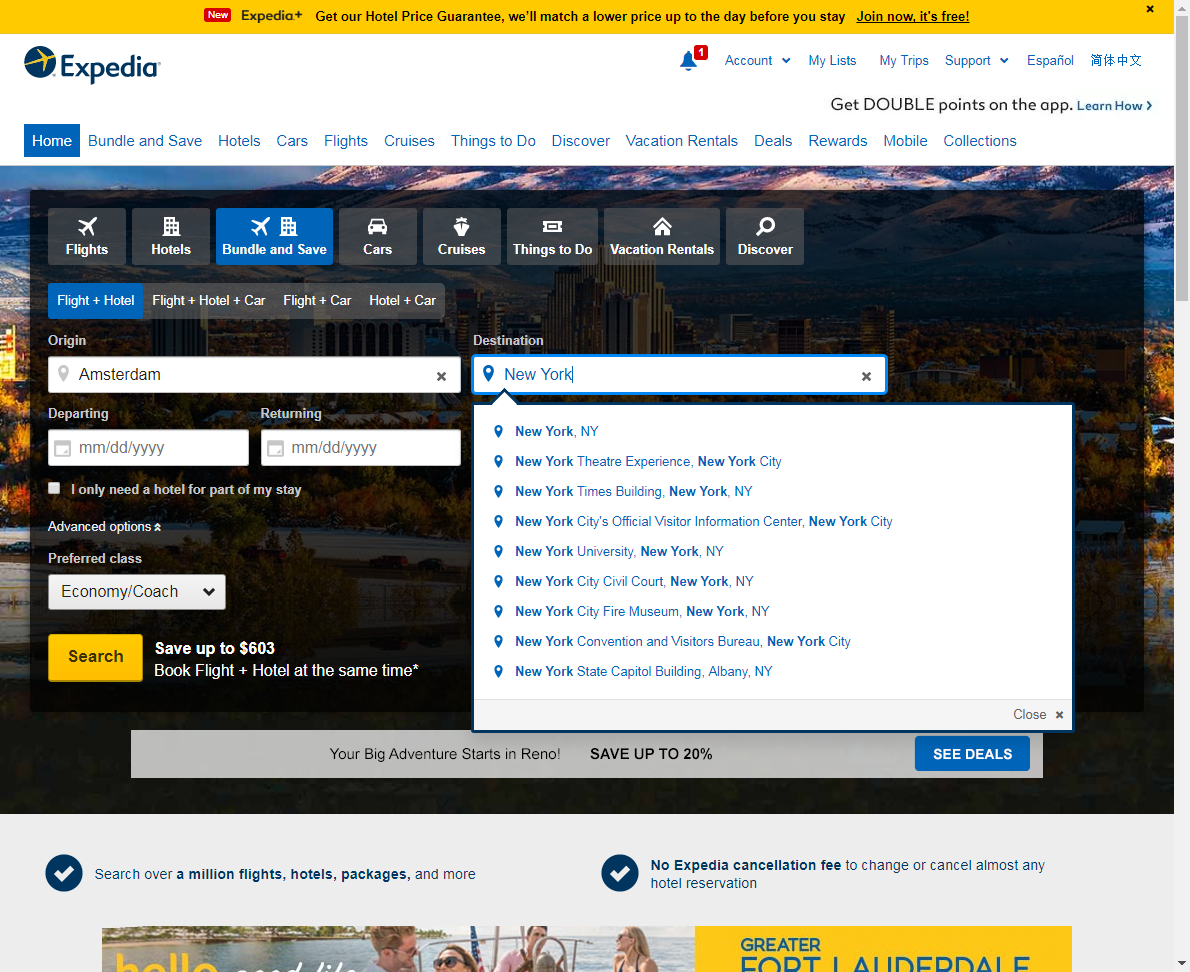 New Expedia+ Get our Hotel Price Guarantee, we'll match a lower price up to the day before you stay Join now, it's free!
Expedia
1
Account My Lists My Trips Support Español 简体中文
Get DOUBLE points on the app. Learn How
Home Bundle and Save Hotels Cars Flights Cruises Things to Do Discover Vacation Rentals Deals Rewards Mobile Collections
Flights Hotels Bundle and Save Cars Cruises Things to Do Vacation Rentals Discover
Flight + Hotel Flight + Hotel + Car Flight + Car Hotel + Car
Origin Destination
Amsterdam New York
Departing Returning
mm/dd/yyyy mm/dd/yyyy
I only need a hotel for part of my stay
Advanced options
Preferred class
Economy/Coach
Search
Save up to $603
Book Flight + Hotel at the same time*
New York, NY
New York Theatre Experience, New York City
New York Times Building, New York, NY
New York City's Official Visitor Information Center, New York City
New York University, New York, NY
New York City Civil Court, New York, NY
New York City Fire Museum, New York, NY
New York Convention and Visitors Bureau, New York City
New York State Capitol Building, Albany, NY
Close
Your Big Adventure Starts in Reno! SAVE UP TO 20% SEE DEALS
Search over a million flights, hotels, packages, and more
No Expedia cancellation fee to change or cancel almost any
hotel reservation
hello good life
GREATER
FORT LAUDERDALE